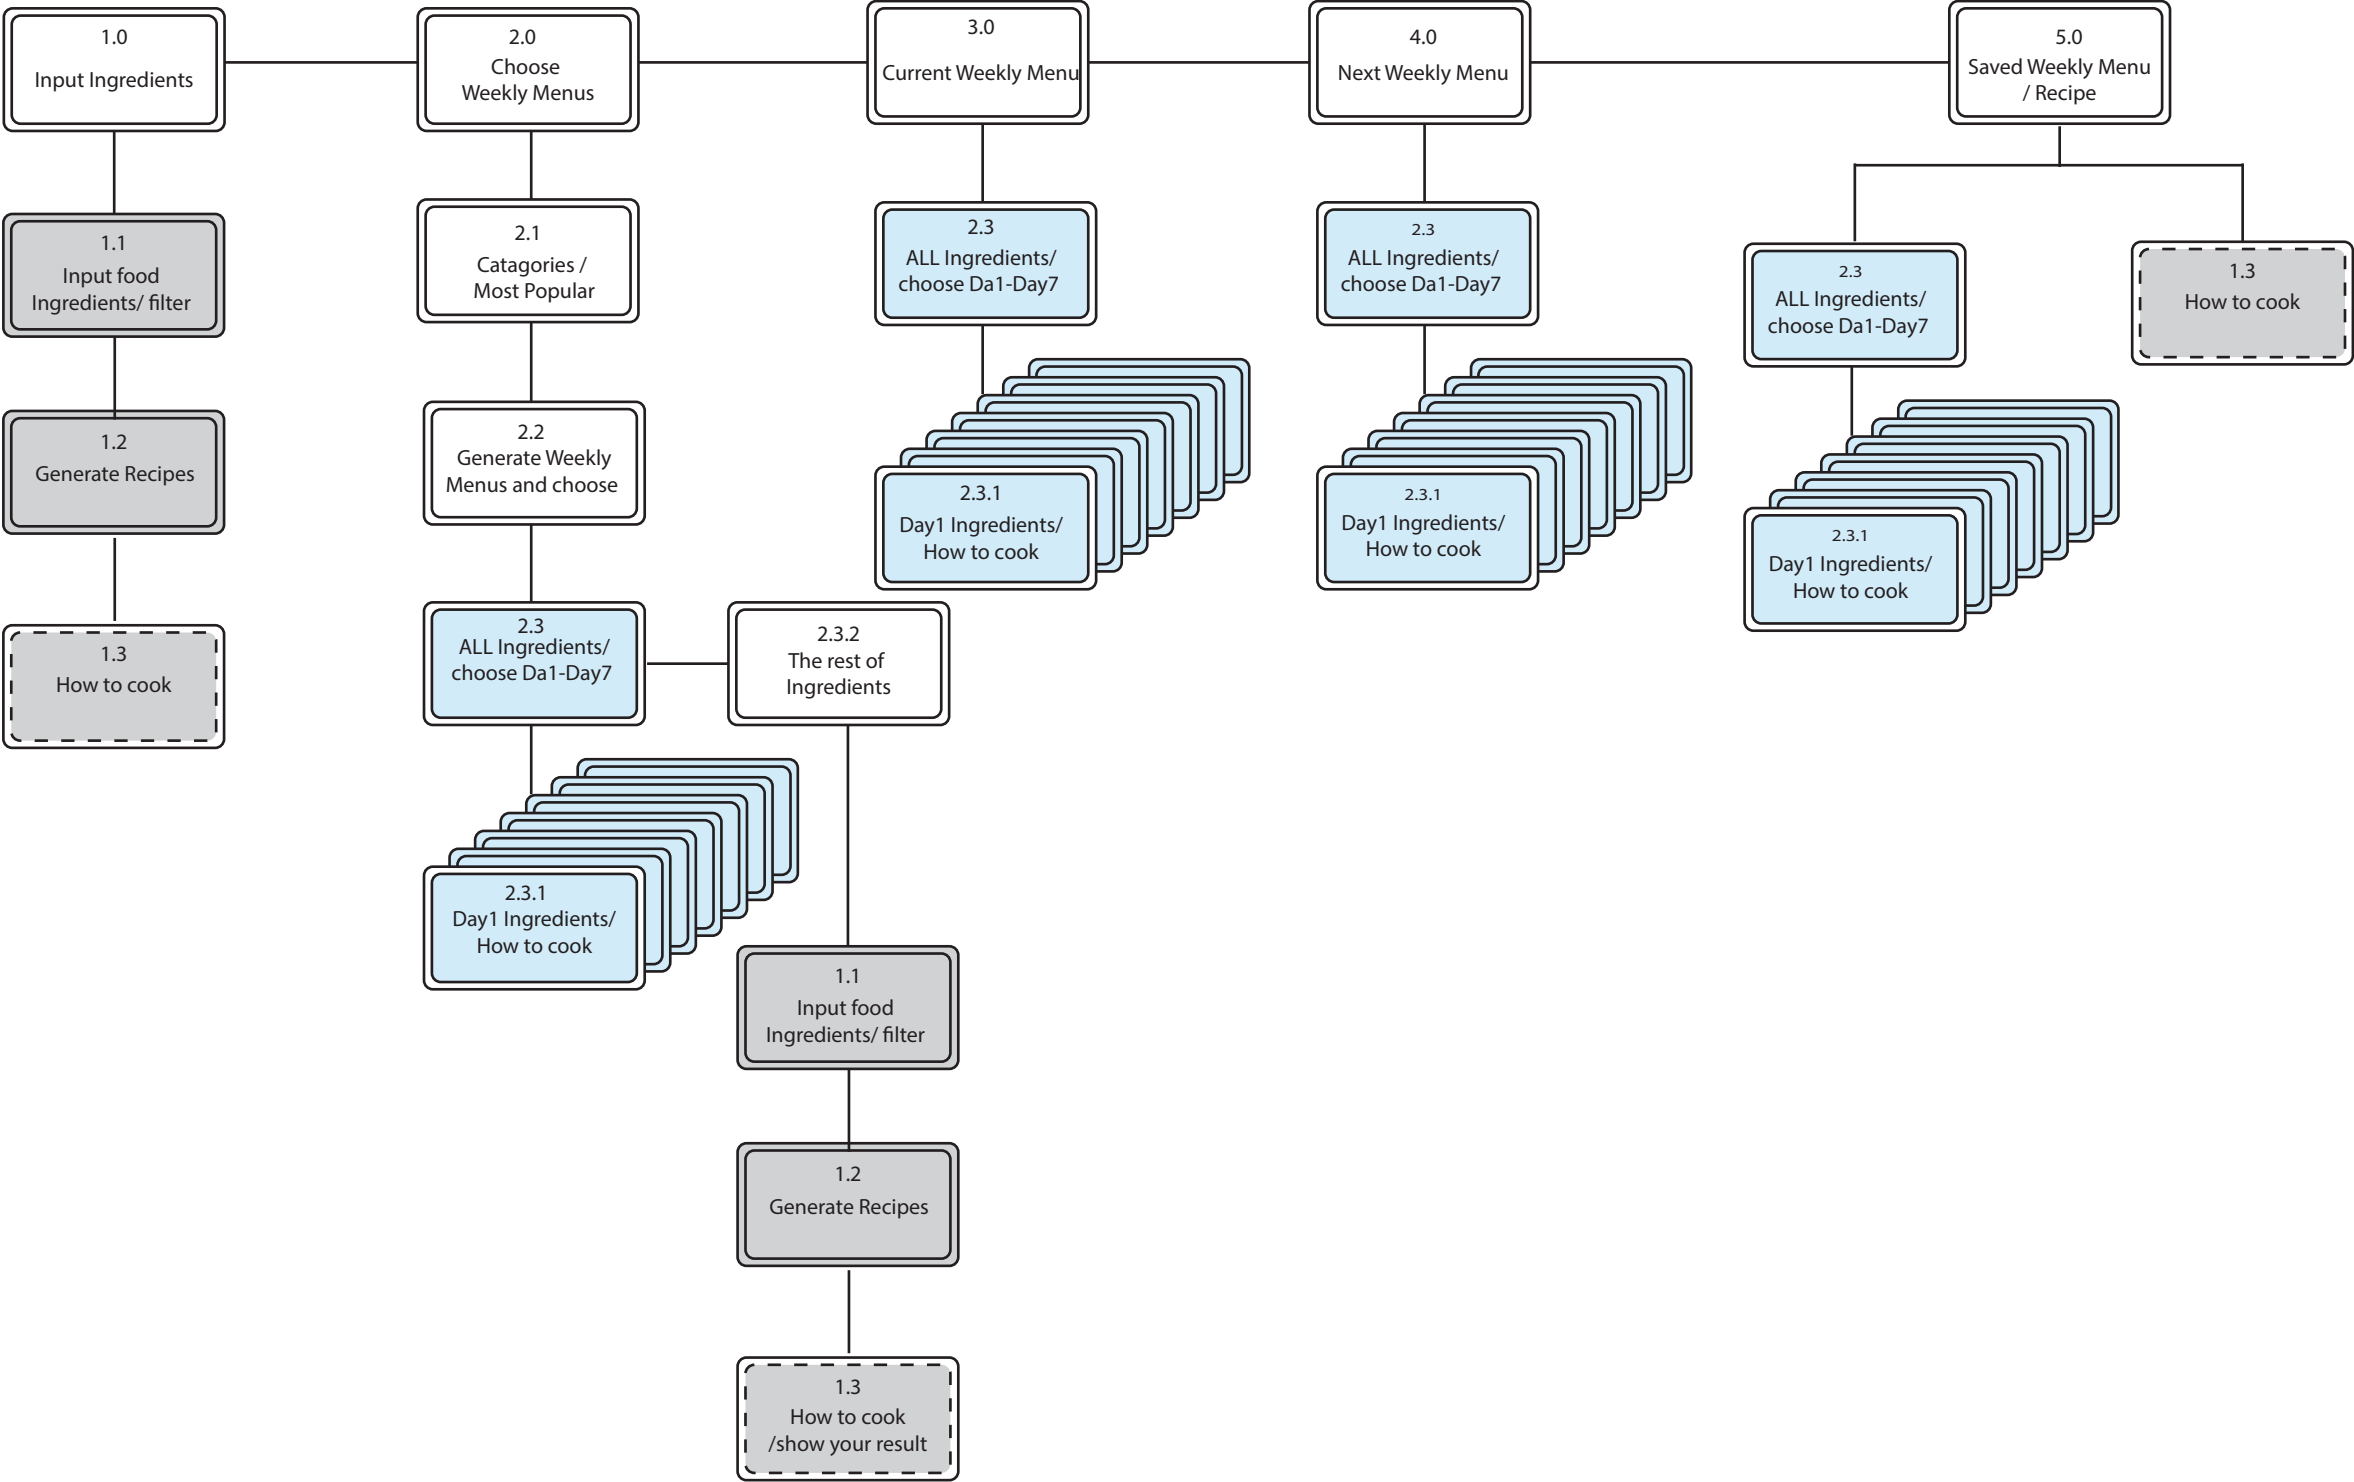 1.0
Input Ingredients
2.0
Choose
Weekly Menus
3.0
Current Weekly Menu
4.0
Next Weekly Menu
5.0
Saved Weekly Menu
/ Recipe
1.1
Input food
Ingredients/ filter
1.2
Generate Recipes
1.3
How to cook
2.1
Catagories /
Most Popular
2.2
Generate Weekly
Menus and choose
2.3
ALL Ingredients/
choose Da1-Day7
2.3.1
Day1 Ingredients/
How to cook
2.3.2
The rest of
Ingredients
1.1
Input food
Ingredients/ filter
1.2
Generate Recipes
1.3
How to cook
/show your result
2.3
ALL Ingredients/
choose Da1-Day7
2.3.1
Day1 Ingredients/
How to cook
2.3
ALL Ingredients/
choose Da1-Day7
2.3.1
Day1 Ingredients/
How to cook
2.3
ALL Ingredients/
choose Da1-Day7
2.3.1
Day1 Ingredients/
How to cook
1.3
How to cook